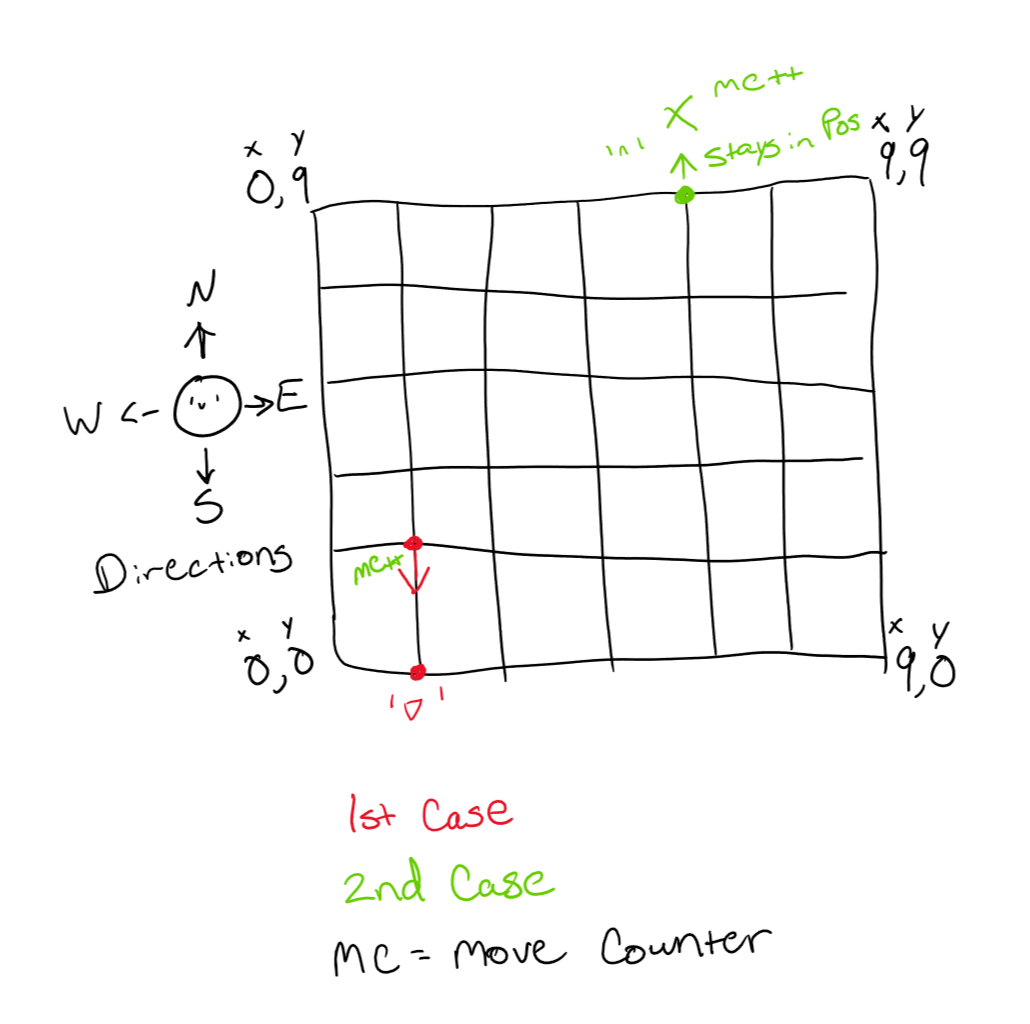 MC++
X
Stays in Pos
x y
9,9
x y
0,9
N
W E
S
Directions
MC++
x y
0,0
x y
9,0
1st Case
2nd Case
MC = Move Counter